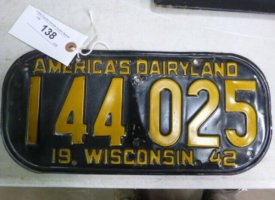 138
AMERICA'S DAIRYLAND
144 025
19 WISCONSIN 42